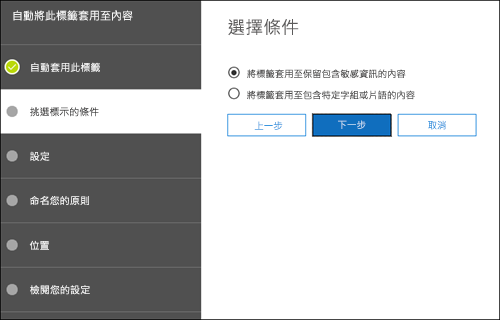 自動將此標籤套用至內容
自動套用此標籤
挑選標示的條件
設定
命名您的原則
位置
檢閱您的設定
選擇條件
將標籤套用至保留包含敏感資訊的內容
將標籤套用至包含特定字組或片語的內容
上一步
下一步
取消